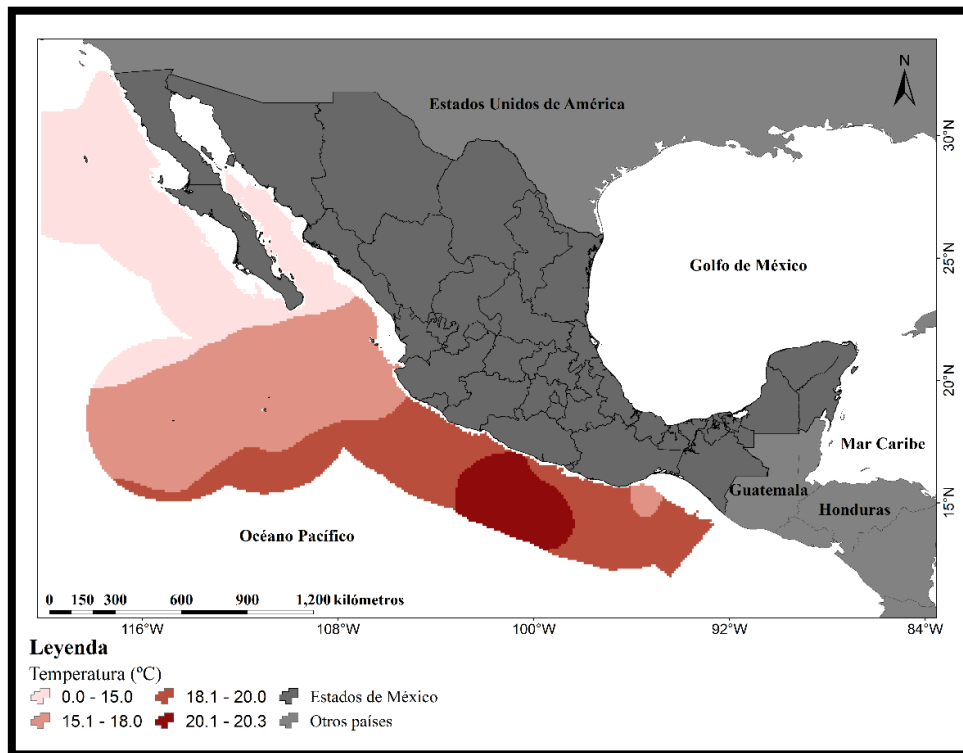 N
Estados Unidos de América
30°N
Golfo de México
25°N
20°N
Mar Caribe
Guatemala
15°N
Honduras
Océano Pacífico
0 150 300 600 900 1,200 kilómetros
116°W 108°W 100°W 92°W 84°W
Leyenda
Temperatura (ºC)
0.0 - 15.0 18.1 - 20.0 Estados de México
15.1 - 18.0 20.1 - 20.3 Otros países